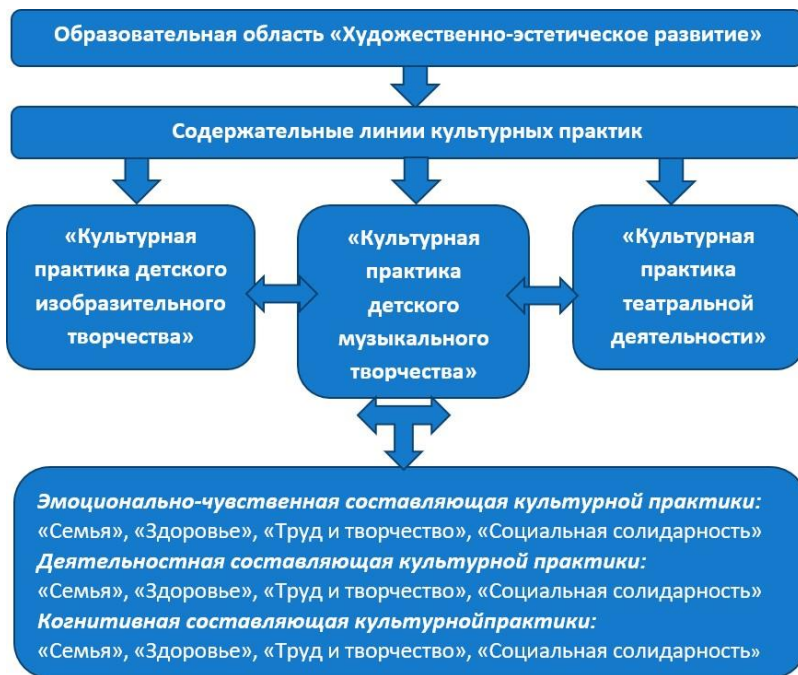 Образовательная область «Художественно-эстетическое развитие»
Содержательные линии культурных практик
«Культурная
практика детского
изобразительного
творчества»
«Культурная
практика
детского
музыкального
творчества»
«Культурная
практика
театральной
деятельности»
Эмоционально-чувственная составляющая культурной практики:
«Семья», «Здоровье», «Труд и творчество», «Социальная солидарность»
Деятельностная составляющая культурной практики:
«Семья», «Здоровье», «Труд и творчество», «Социальная солидарность»
Когнитивная составляющая культурнойпрактики:
«Семья», «Здоровье», «Труд и творчество», «Социальная солидарность»